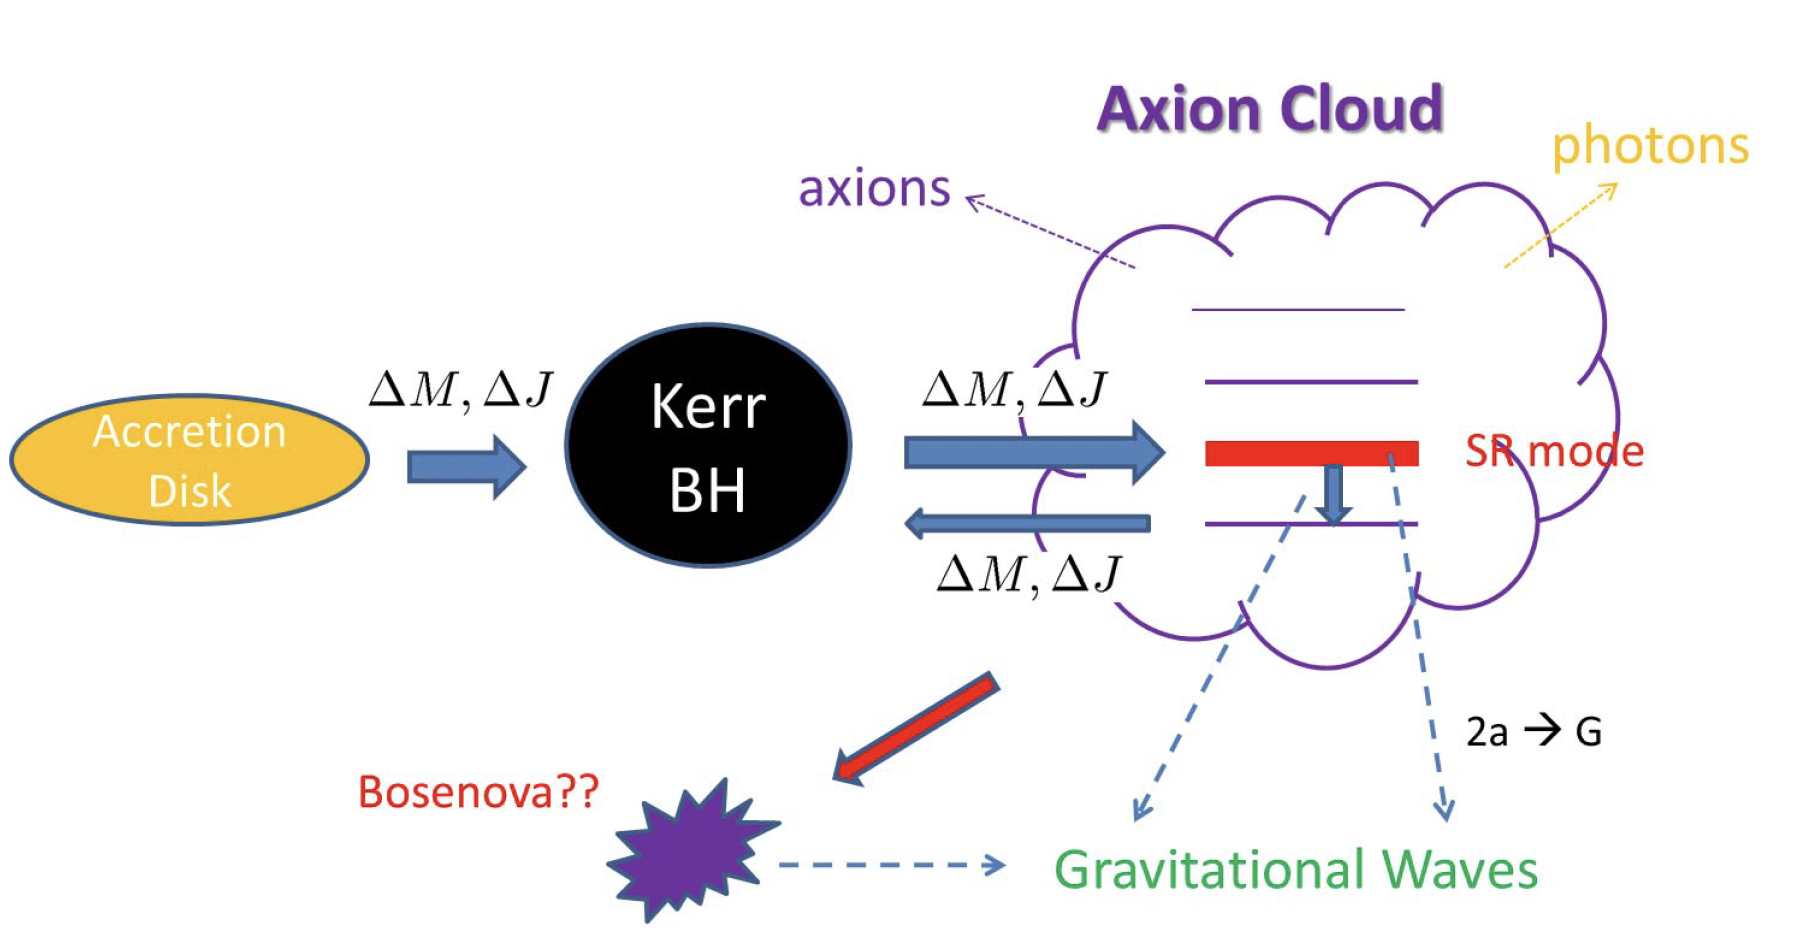 Axion Cloud
photons
axions
ΔM, ΔJ
ΔM, ΔJ
Kerr
BH
Accretion
Disk
SR mode
ΔM, ΔJ
2a → G
Bosenova??
Gravitational Waves